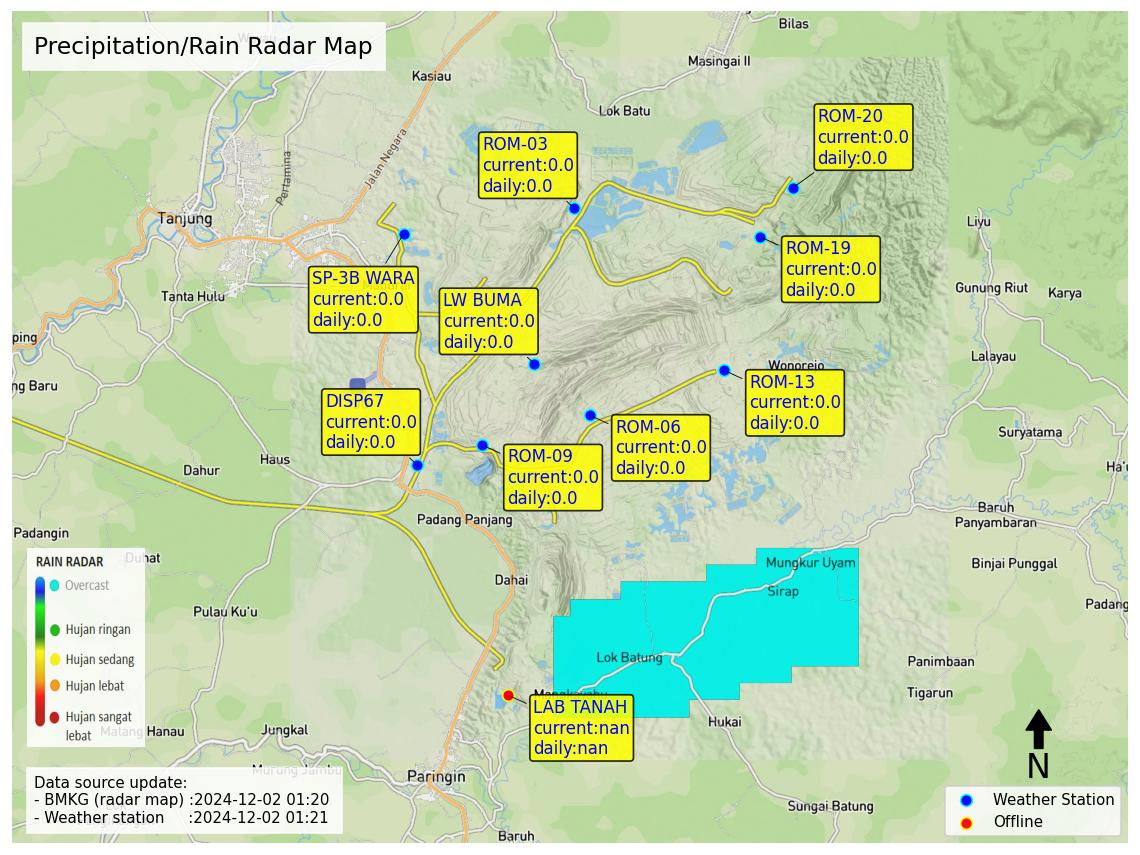 Precipitation/Rain Radar Map
Bilas
Masingai II
Kasiau
Lok Batu
Jalan Negara
Pertamina
ROM-20
current:0.0
daily:0.0
ROM-03
current:0.0
daily:0.0
Tanjung
Liyu
ROM-19
current:0.0
daily:0.0
SP-3B WARA
current:0.0
daily:0.0
LW BUMA
current:0.0
daily:0.0
Tanta Hulu
Gunung Riut
Karya
ping
Lalayau
Wonorejo
ng Baru
ROM-13
current:0.0
daily:0.0
DISP67
current:0.0
daily:0.0
ROM-06
current:0.0
daily:0.0
Suryatama
ROM-09
current:0.0
daily:0.0
Haus
Dahur
Ha'u
Baruh
Panyambaran
Padang Panjang
Padangin
Duhat
Mungkur Uyam
Binjai Punggal
Dahai
Sirap
Padang
Pulau Ku'u
RAIN RADAR
Overcast
Hujan ringan
Hujan sedang
Hujan lebat
Hujan sangat
lebat
Lok Batung
Panimbaan
Tigarun
LAB TANAH
current:nan
daily:nan
Hukai
Matang Hanau
Jungkal
Murung Jambu
Paringin
Sungai Batung
Baruh
N
Data source update:
- BMKG (radar map) :2024-12-02 01:20
- Weather station :2024-12-02 01:21
Weather Station
Offline